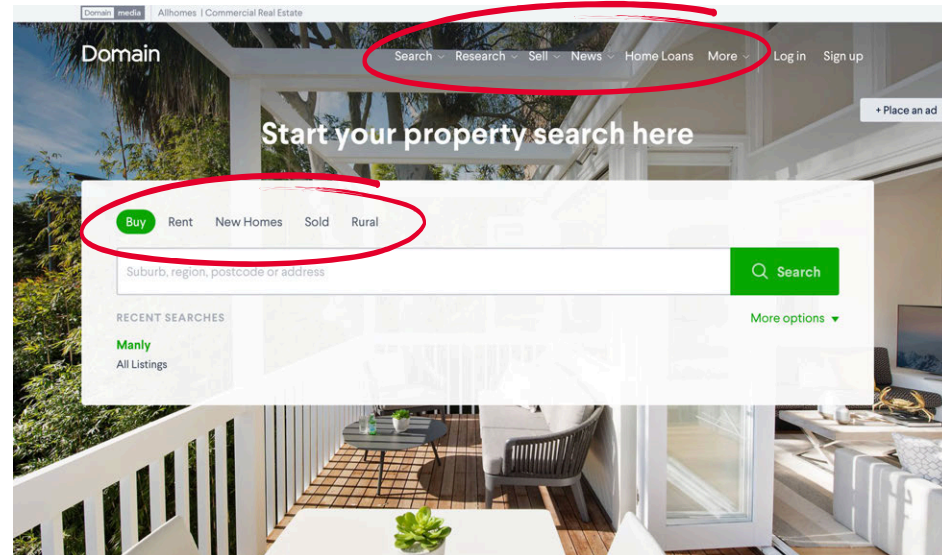 Domain media Allhomes | Commercial Real Estate
Domain Search Research Sell News Home Loans More Log in Sign up
+ Place an ad
Start your property search here
Buy Rent New Homes Sold Rural
Suburb, region, postcode or address Search
RECENT SEARCHES More options
Manly
All Listings